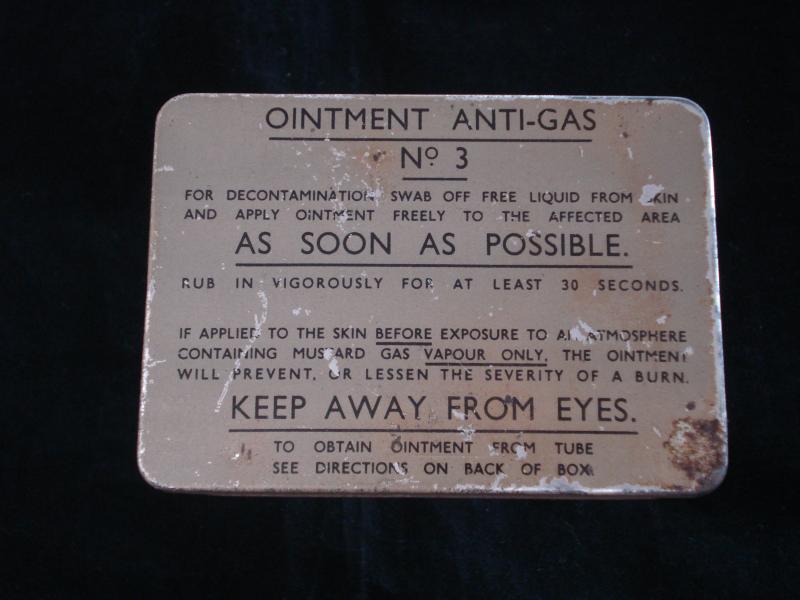 OINTMENT ANTI-GAS
Nº 3
FOR DECONTAMINATION SWAB OFF FREE LIQUID FROM SKIN
AND APPLY OINTMENT FREELY TO THE AFFECTED AREA
AS SOON AS POSSIBLE.
RUB IN VIGOROUSLY FOR AT LEAST 30 SECONDS.
IF APPLIED TO THE SKIN BEFORE EXPOSURE TO AN ATMOSPHERE
CONTAINING MUSTARD GAS VAPOUR ONLY, THE OINTMENT
WILL PREVENT, OR LESSEN THE SEVERITY OF A BURN.
KEEP AWAY FROM EYES.
TO OBTAIN OINTMENT FROM TUBE
SEE DIRECTIONS ON BACK OF BOX.